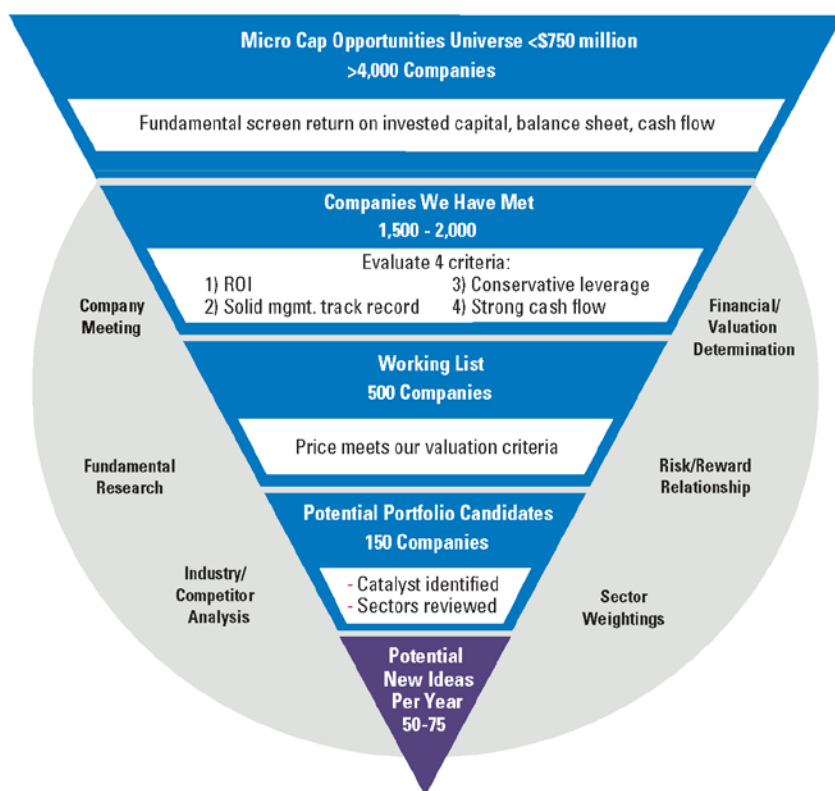 Micro Cap Opportunities Universe <$750 million
>4,000 Companies
Fundamental screen return on invested capital, balance sheet, cash flow
Companies We Have Met
1,500 - 2,000
Evaluate 4 criteria:
1) ROI
3) Conservative leverage
2) Solid mgmt. track record
4) Strong cash flow
Company
Meeting
Financial/
Valuation
Determination
Working List
500 Companies
Price meets our valuation criteria
Fundamental
Research
Risk/Reward
Relationship
Potential Portfolio Candidates
150 Companies
- Catalyst identified
- Sectors reviewed
Industry/
Competitor
Analysis
Sector
Weightings
Potential
New Ideas
Per Year
50-75